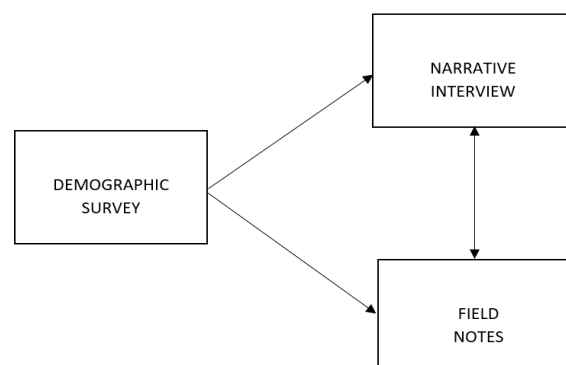 NARRATIVE
INTERVIEW
DEMOGRAPHIC
SURVEY
FIELD
NOTES